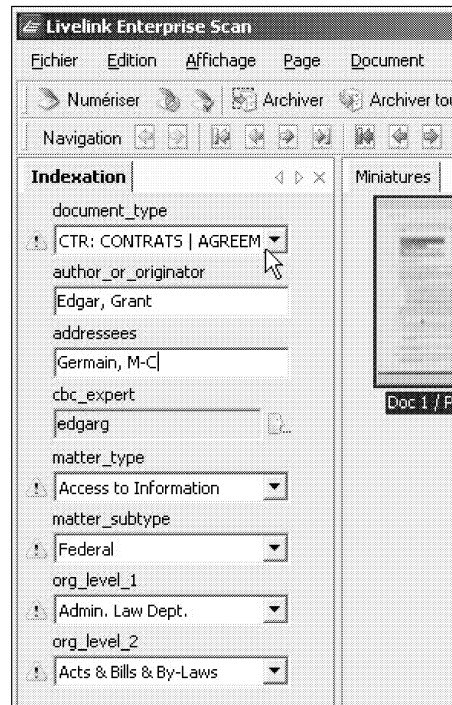 Livelink Enterprise Scan
Fichier Edition Affichage Page Document
Numériser Archiver Archiver tou
Navigation
Indexation Miniatures
document_type
CTR: CONTRATS | AGREEM
author_or_originator
Edgar, Grant
addressees
Germain, M-C
Doc 1 / P
cbc_expert
edgarg
matter_type
Access to Information
matter_subtype
Federal
org_level_1
Admin. Law Dept.
org_level_2
Acts & Bills & By-Laws